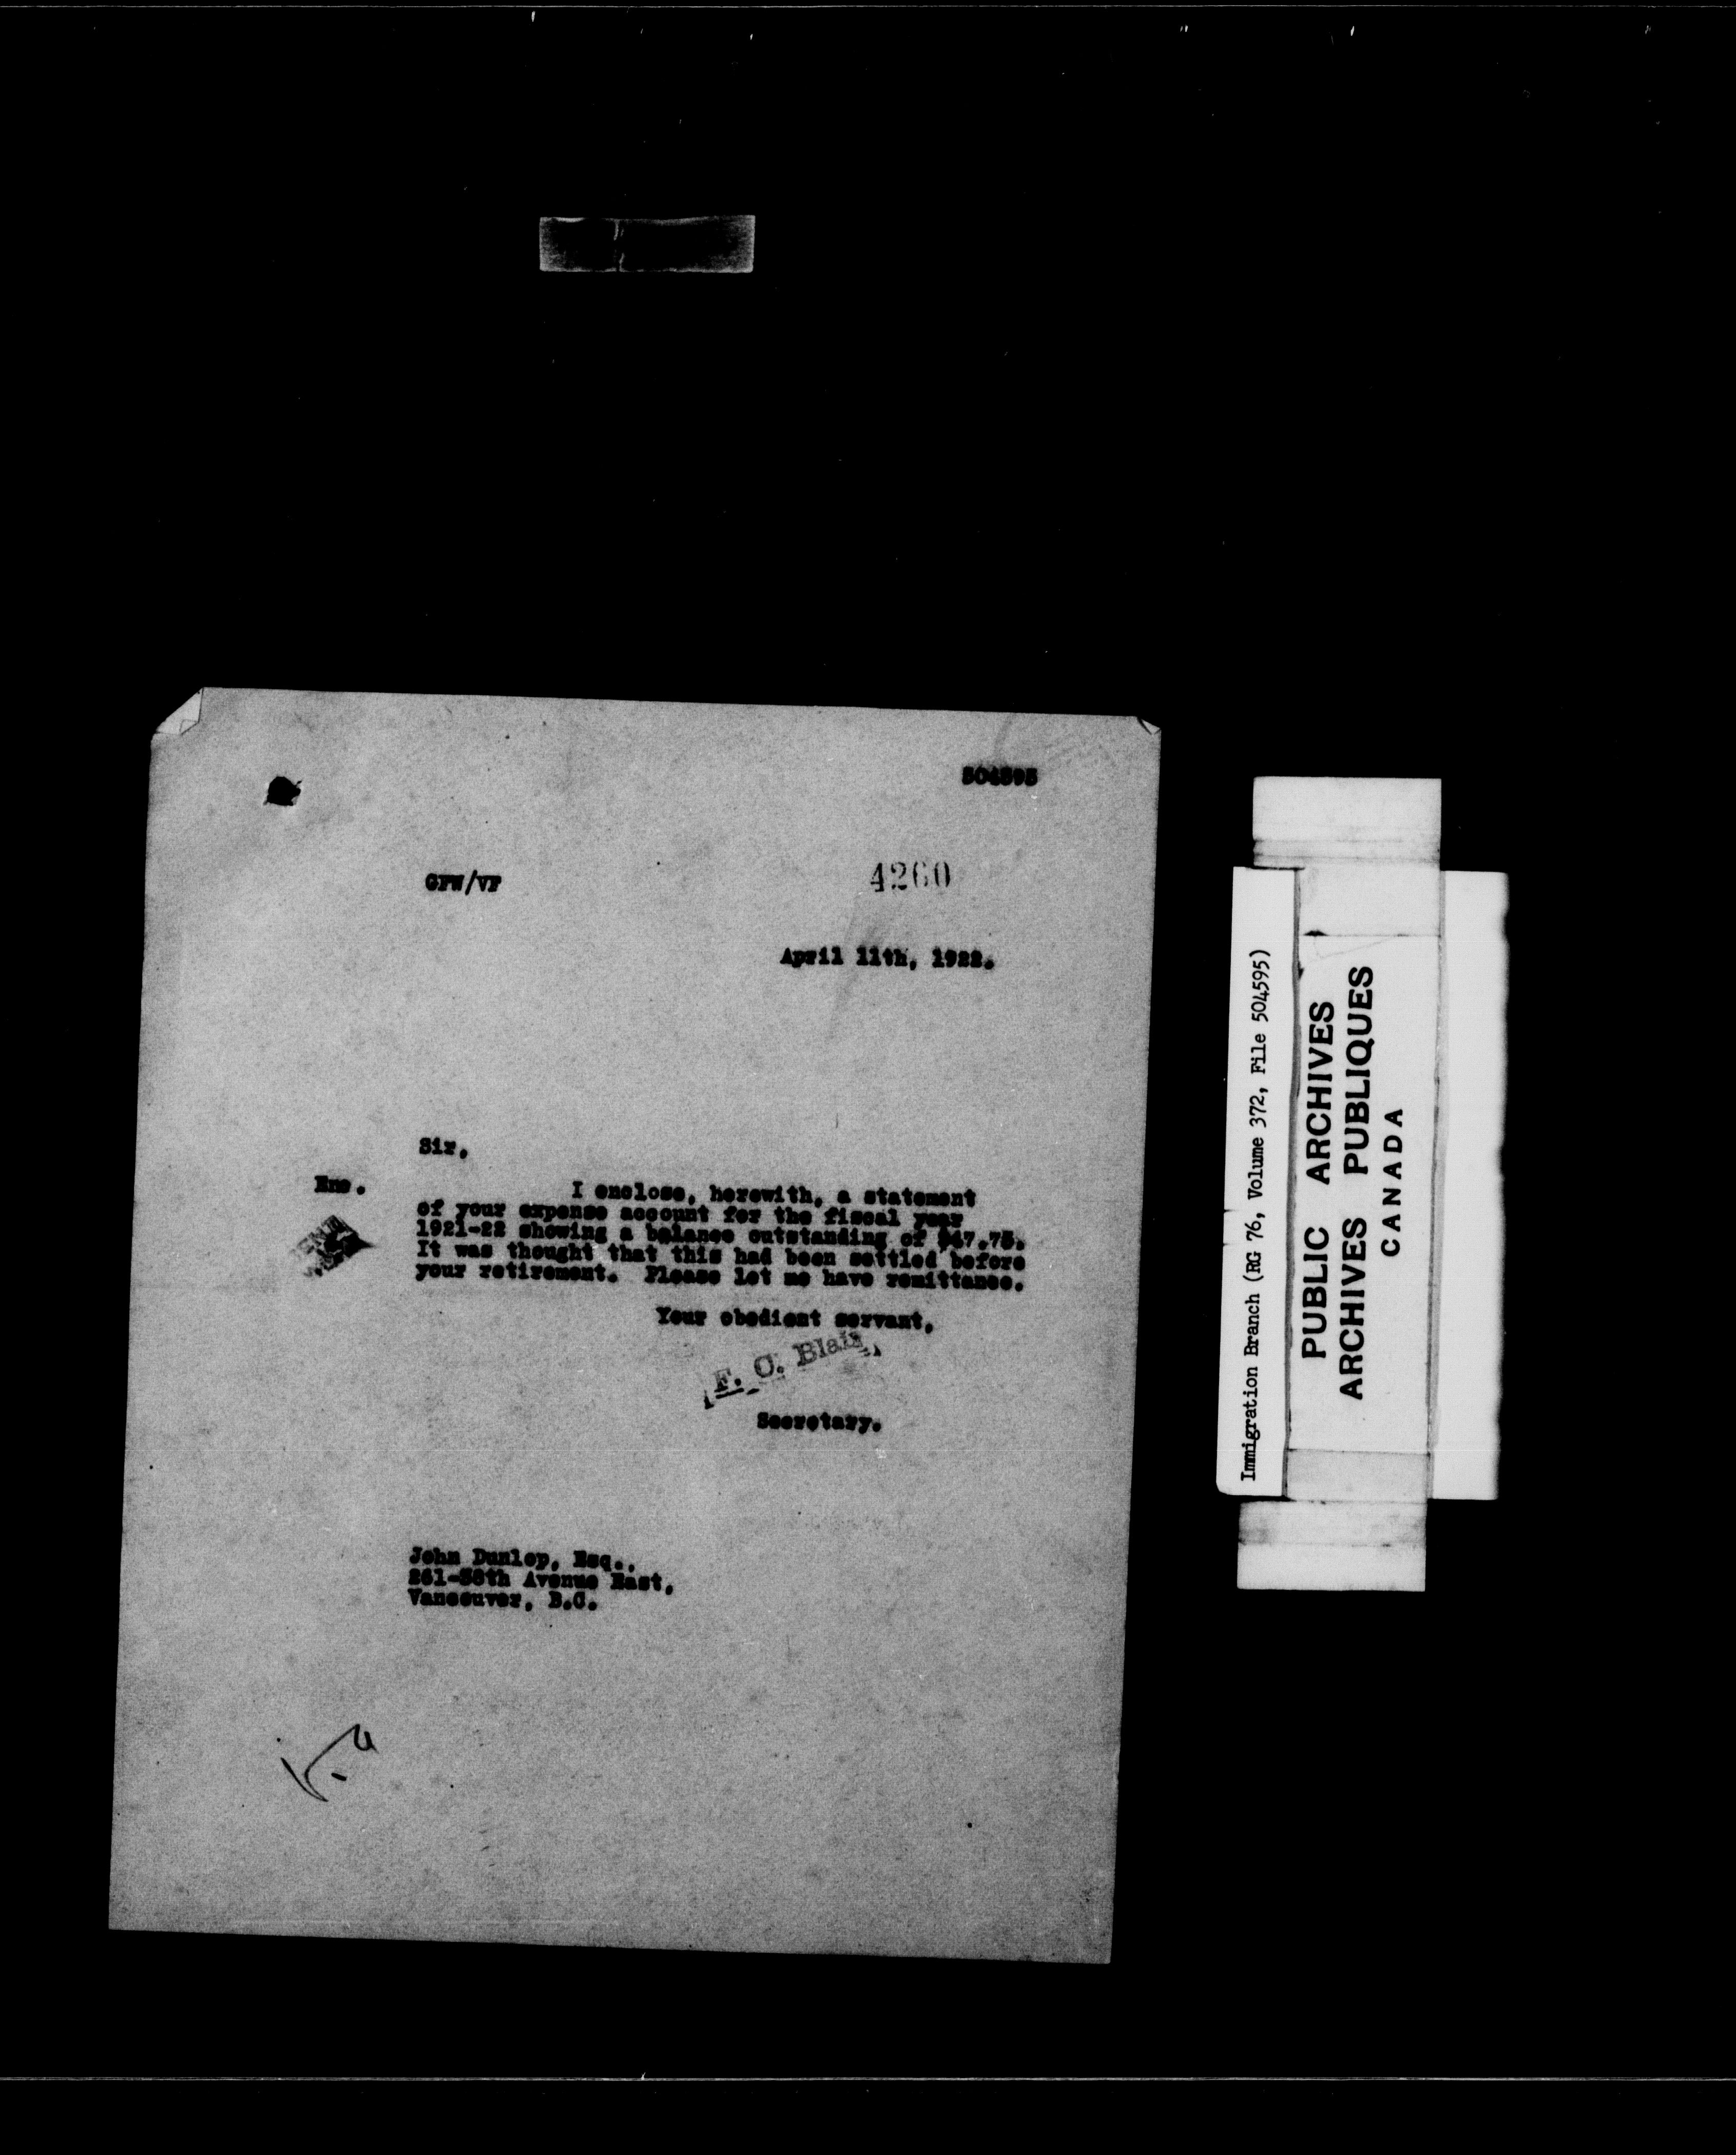 504595
GFW/VF
4260
April 11th, 1922.
Sir,
Enc.
I enclose, herewith, a statement
of your expense account for the fiscal year
1921-22 showing a balance outstanding of $47.75.
It was thought that this had been settled before
your retirement. Please let me have remittance.
Your obedient servant,
F. C. Blair,
Secretary.
John Dunlop, Esq.,
261-38th Avenue East,
Vancouver, B.C.
Immigration Branch (RG 76, Volume 372, File 504595)
PUBLIC ARCHIVES
ARCHIVES PUBLIQUES
CANADA